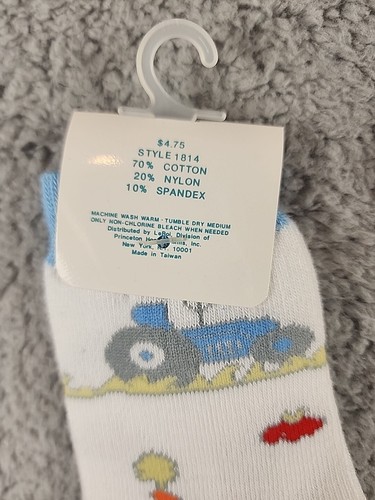 $4.75
STYLE 1814
70% COTTON
20% NYLON
10% SPANDEX
MACHINE WASH WARM · TUMBLE DRY MEDIUM
ONLY NON-CHLORINE BLEACH WHEN NEEDED
Distributed by LeRoi, Division of
Princeton Inc.
New York, 10001
Made in Taiwan